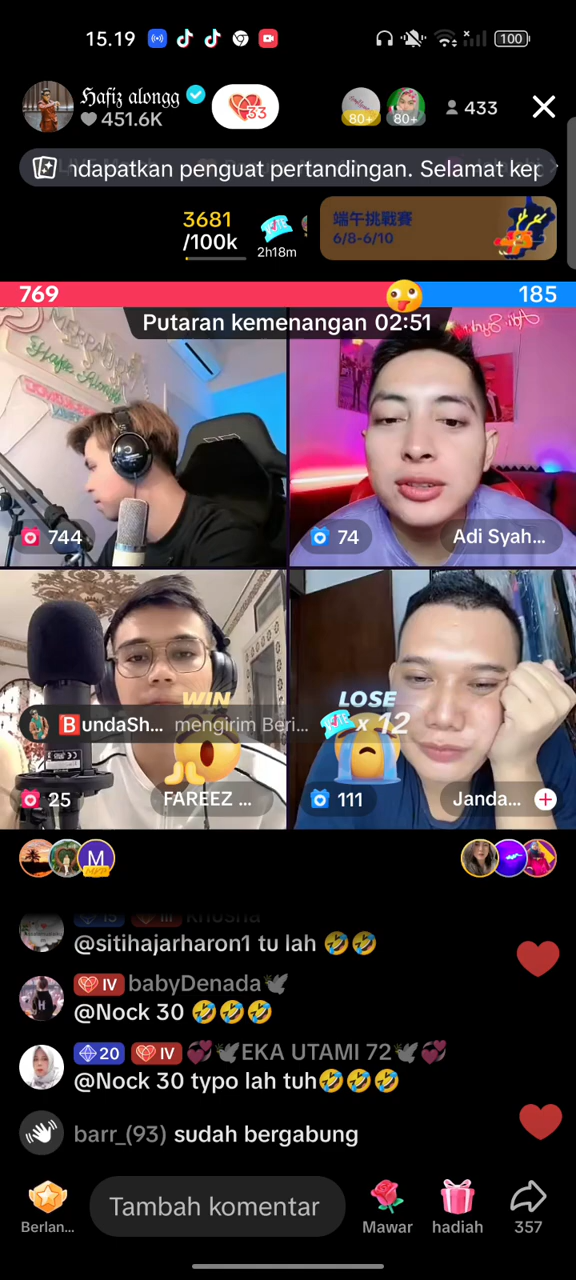 15.19
100
Hafiz alongg
451.6K
33
80+
80+
433
ndapatkan penguat pertandingan. Selamat kep
3681
/100k
2h18m
端午挑戰賽
6/8-6/10
769
185
Putaran kemenangan 02:51
744
74
Adi Syah...
WIN
LOSE
BundaSh... mengirim Beri...
x 12
25
FAREEZ ...
111
Janda...
M
@sitihajarharon1 tu lah 🤣🤣
IV babyDenada🕊
@Nock 30 🤣🤣🤣
20 IV 💞🕊EKA UTAMI 72🕊💞
@Nock 30 typo lah tuh🤣🤣🤣
barr_(93) sudah bergabung
Berlan...
Tambah komentar
Mawar
hadiah
357